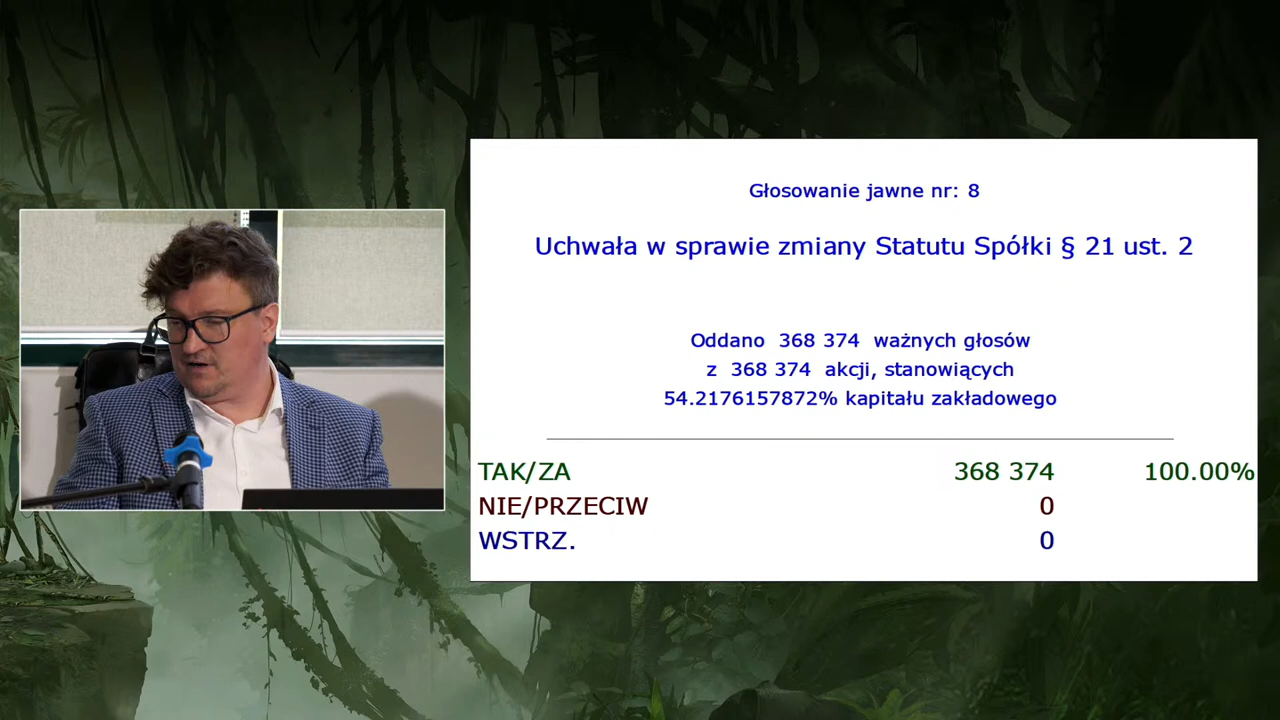 Głosowanie jawne nr: 8
Uchwała w sprawie zmiany Statutu Spółki § 21 ust. 2
Oddano 368 374 ważnych głosów
z 368 374 akcji, stanowiących
54.2176157872% kapitału zakładowego
TAK/ZA 368 374 100.00%
NIE/PRZECIW 0
WSTRZ. 0